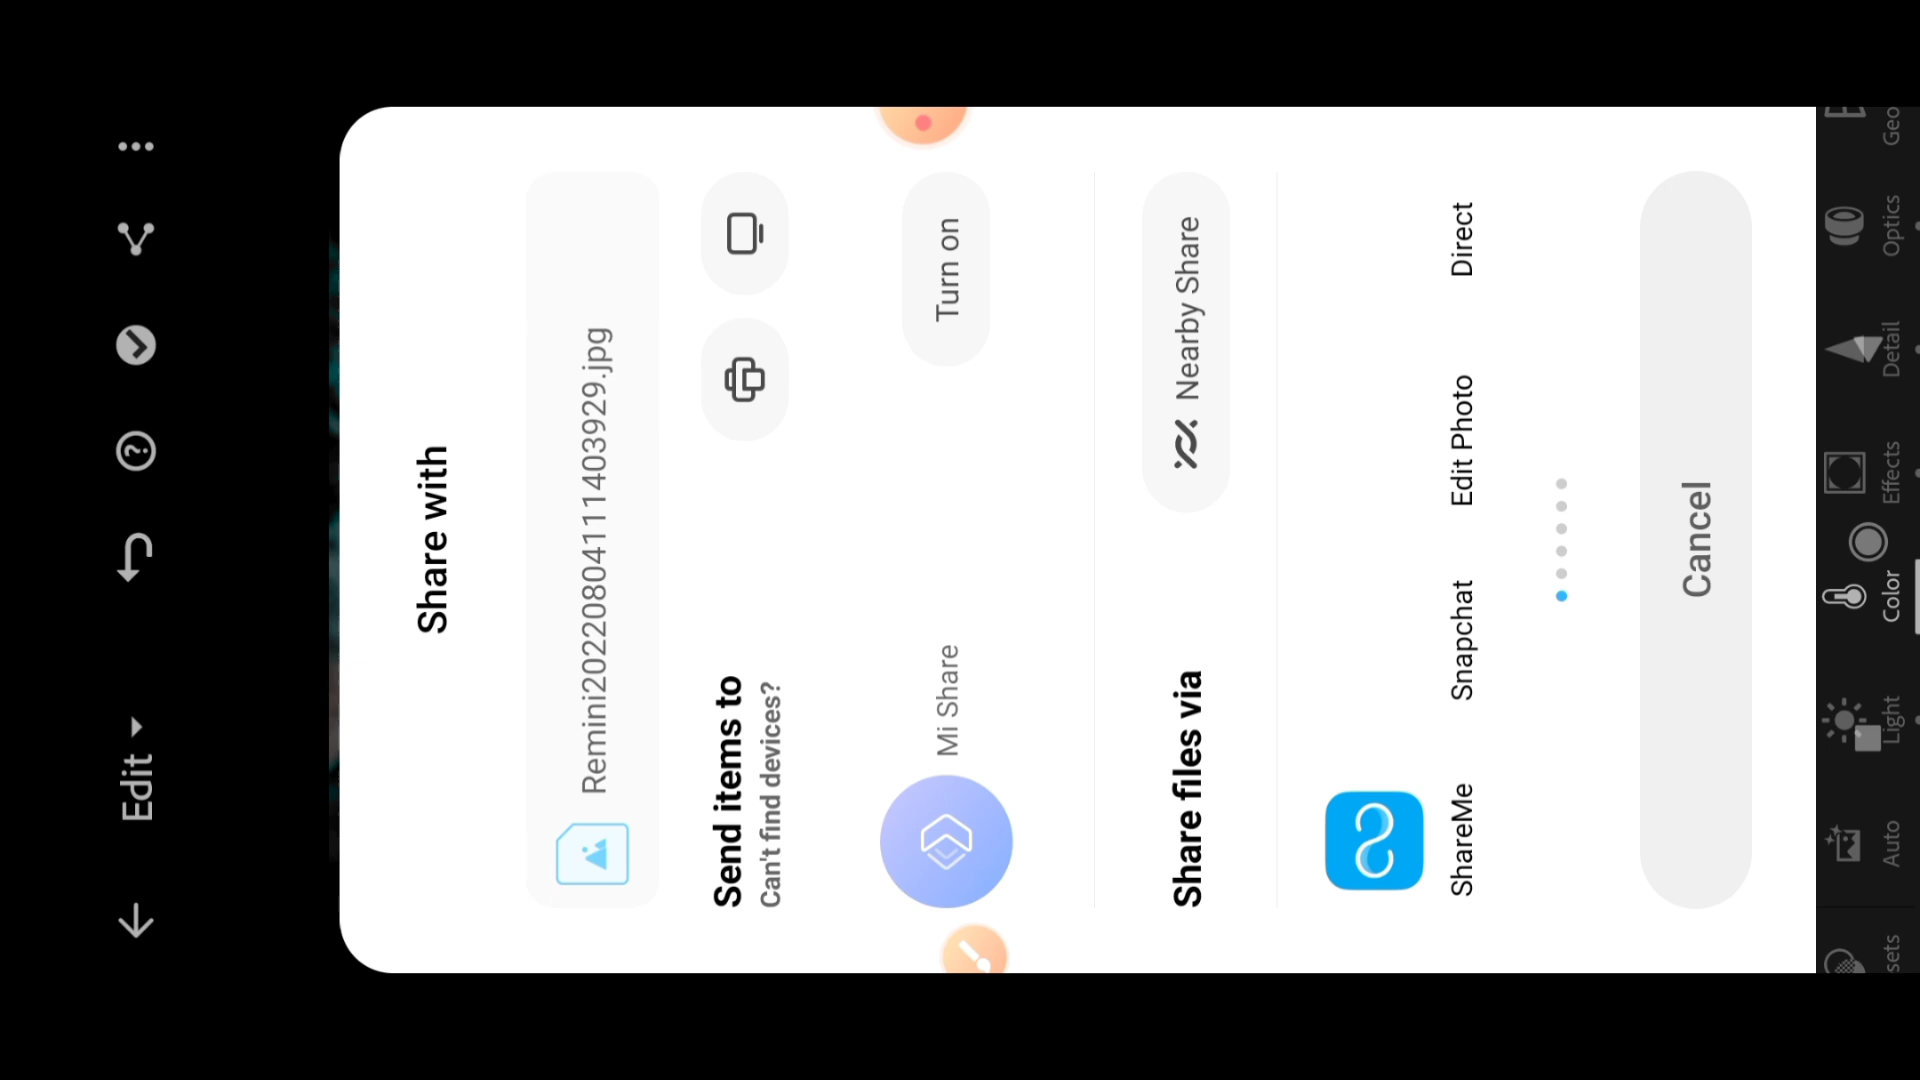 Edit
Share with
Remini20220804111403929.jpg
Send items to
Can't find devices?
Mi Share
Turn on
Share files via
Nearby Share
ShareMe
Snapchat
Edit Photo
Direct
Cancel
sets
Auto
Light
Color
Effects
Detail
Optics
Geo